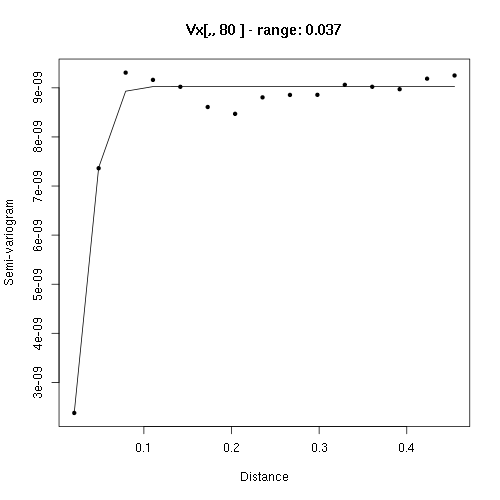 Vx[,, 80 ] - range: 0.037
9e-09
8e-09
7e-09
6e-09
5e-09
4e-09
3e-09
Semi-variogram
0.1 0.2 0.3 0.4
Distance